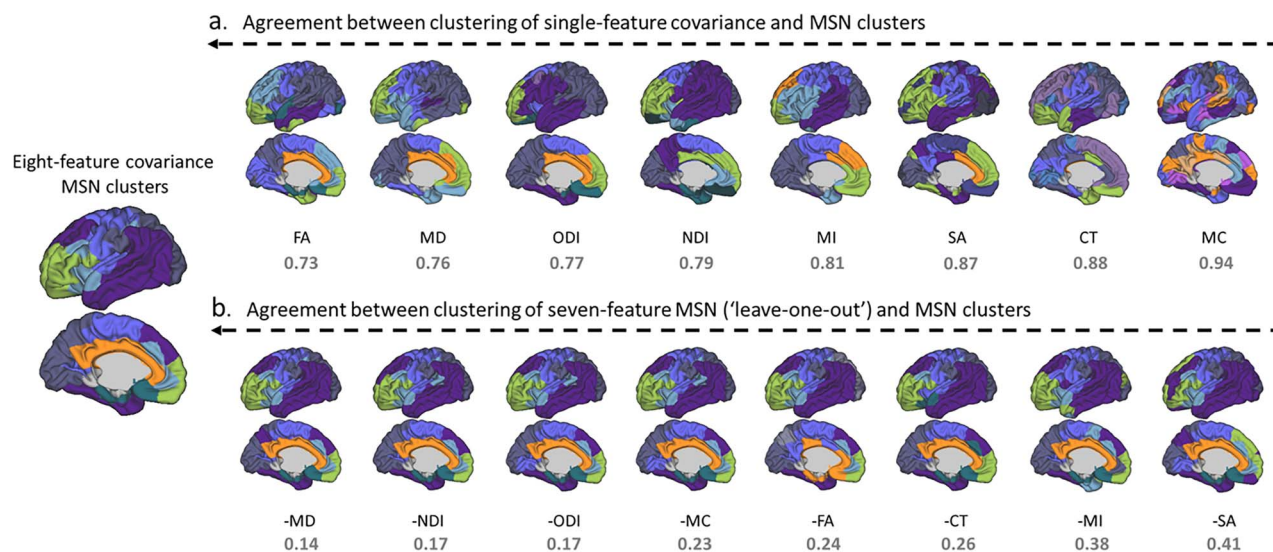 a. Agreement between clustering of single-feature covariance and MSN clusters
Eight-feature covariance
MSN clusters
FA MD ODI NDI MI SA CT MC
0.73 0.76 0.77 0.79 0.81 0.87 0.88 0.94
b. Agreement between clustering of seven-feature MSN ('leave-one-out') and MSN clusters
-MD -NDI -ODI -MC -FA -CT -MI -SA
0.14 0.17 0.17 0.23 0.24 0.26 0.38 0.41